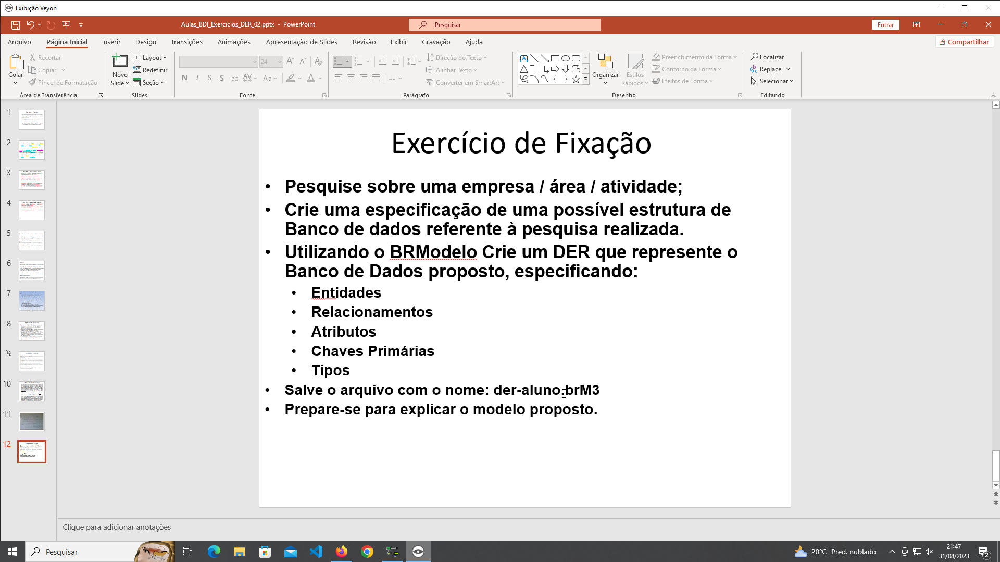 Exibição Veyon
Aulas_BDI_Exercicios_DER_02.pptx - PowerPoint
Pesquisar
Entrar
Arquivo
Página Inicial
Inserir
Design
Transições
Animações
Apresentação de Slides
Revisão
Exibir
Gravação
Ajuda
Compartilhar
Colar
Recortar
Copiar
Pincel de Formatação
Área de Transferência
Novo
Slide
Layout
Redefinir
Seção
Slides
24
N I S S ab AV Aa A
Fonte
Direção do Texto
Alinhar Texto
Converter em SmartArt
Parágrafo
Organizar
Estilos
Rápidos
Preenchimento da Forma
Contorno da Forma
Efeitos de Forma
Desenho
Localizar
Replace
Selecionar
Editando
1
2
3
4
5
6
7
8
9
10
11
12
Exercício de Fixação
• Pesquise sobre uma empresa / área / atividade;
• Crie uma especificação de uma possível estrutura de
Banco de dados referente à pesquisa realizada.
• Utilizando o BRModelo Crie um DER que represente o
Banco de Dados proposto, especificando:
• Entidades
• Relacionamentos
• Atributos
• Chaves Primárias
• Tipos
• Salve o arquivo com o nome: der-aluno.brM3
• Prepare-se para explicar o modelo proposto.
Clique para adicionar anotações
Pesquisar
20°C Pred. nublado
21:47
31/08/2023
2